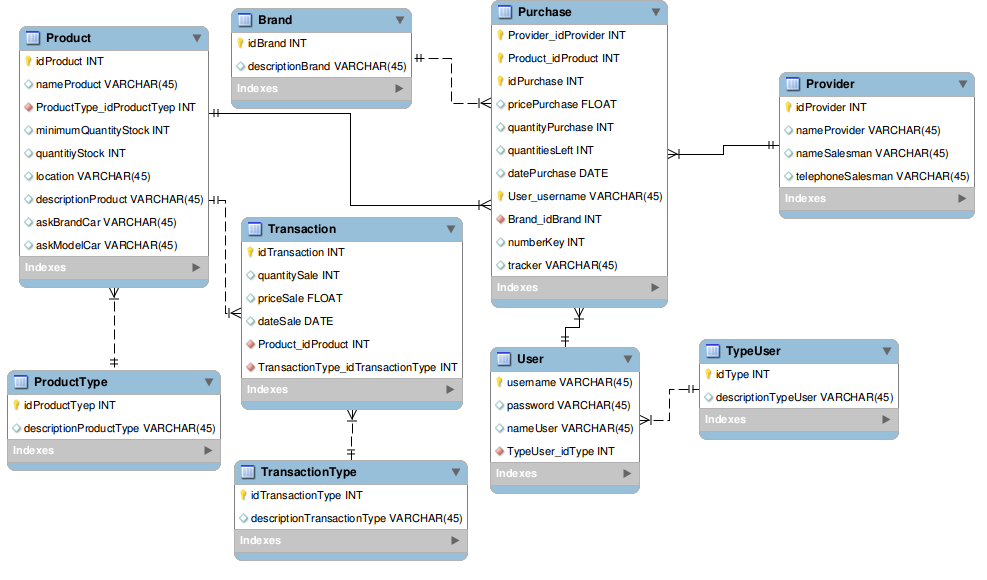 Product
idProduct INT
nameProduct VARCHAR(45)
ProductType_idProductTyep INT
minimumQuantityStock INT
quantitiyStock INT
location VARCHAR(45)
descriptionProduct VARCHAR(45)
askBrandCar VARCHAR(45)
askModelCar VARCHAR(45)
Indexes
Brand
idBrand INT
descriptionBrand VARCHAR(45)
Indexes
Purchase
Provider_idProvider INT
Product_idProduct INT
idPurchase INT
pricePurchase FLOAT
quantityPurchase INT
quantitiesLeft INT
datePurchase DATE
User_username VARCHAR(45)
Brand_idBrand INT
numberKey INT
tracker VARCHAR(45)
Indexes
Provider
idProvider INT
nameProvider VARCHAR(45)
nameSalesman VARCHAR(45)
telephoneSalesman VARCHAR(45)
Indexes
Transaction
idTransaction INT
quantitySale INT
priceSale FLOAT
dateSale DATE
Product_idProduct INT
TransactionType_idTransactionType INT
Indexes
ProductType
idProductTyep INT
descriptionProductType VARCHAR(45)
Indexes
User
username VARCHAR(45)
password VARCHAR(45)
nameUser VARCHAR(45)
TypeUser_idType INT
Indexes
TypeUser
idType INT
descriptionTypeUser VARCHAR(45)
Indexes
TransactionType
idTransactionType INT
descriptionTransactionType VARCHAR(45)
Indexes